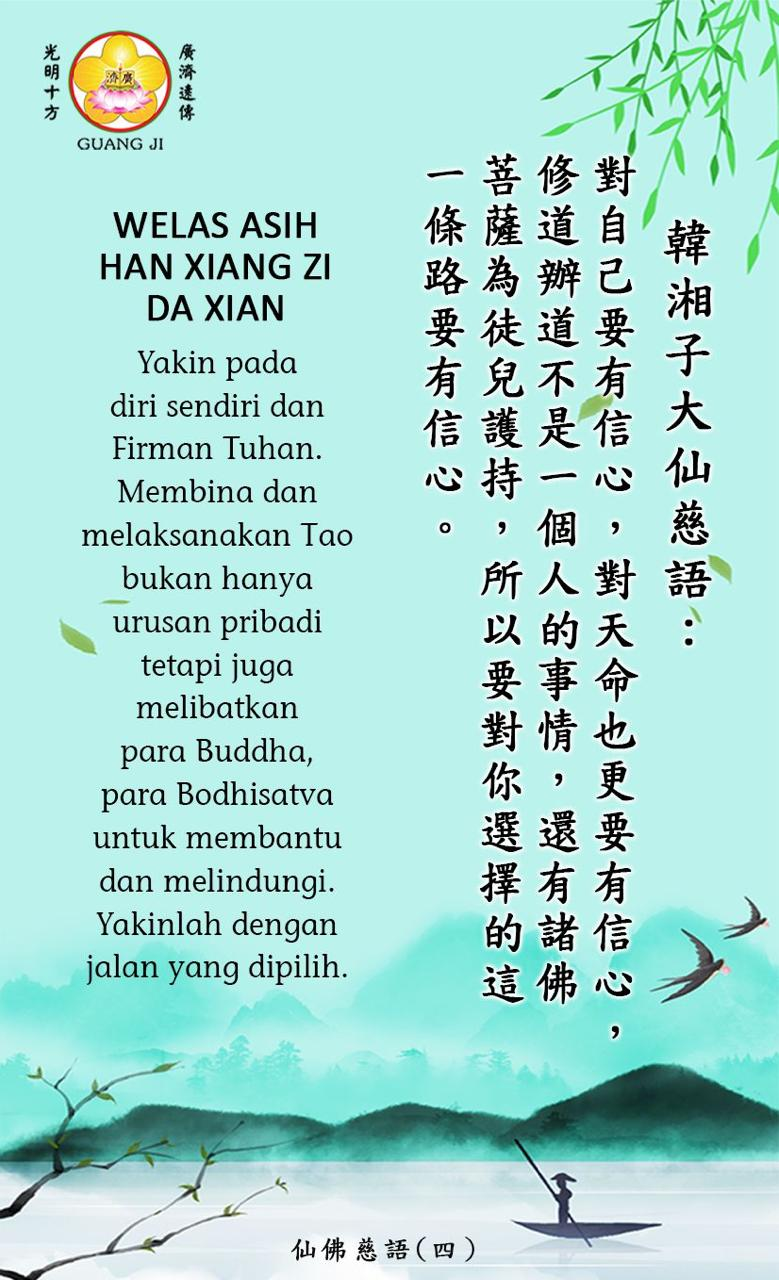 光明十方
廣濟遠傳
廣濟
GUANG JI
韓湘子大仙慈語：
對自己要有信心，對天命也更要有信心，
修道辦道不是一個人的事情，還有諸佛
菩薩為徒兒護持，所以要對你選擇的這
一條路要有信心。
WELAS ASIH
HAN XIANG ZI
DA XIAN
Yakin pada
diri sendiri dan
Firman Tuhan.
Membina dan
melaksanakan Tao
bukan hanya
urusan pribadi
tetapi juga
melibatkan
para Buddha,
para Bodhisatva
untuk membantu
dan melindungi.
Yakinlah dengan
jalan yang dipilih.
仙佛慈語（四）